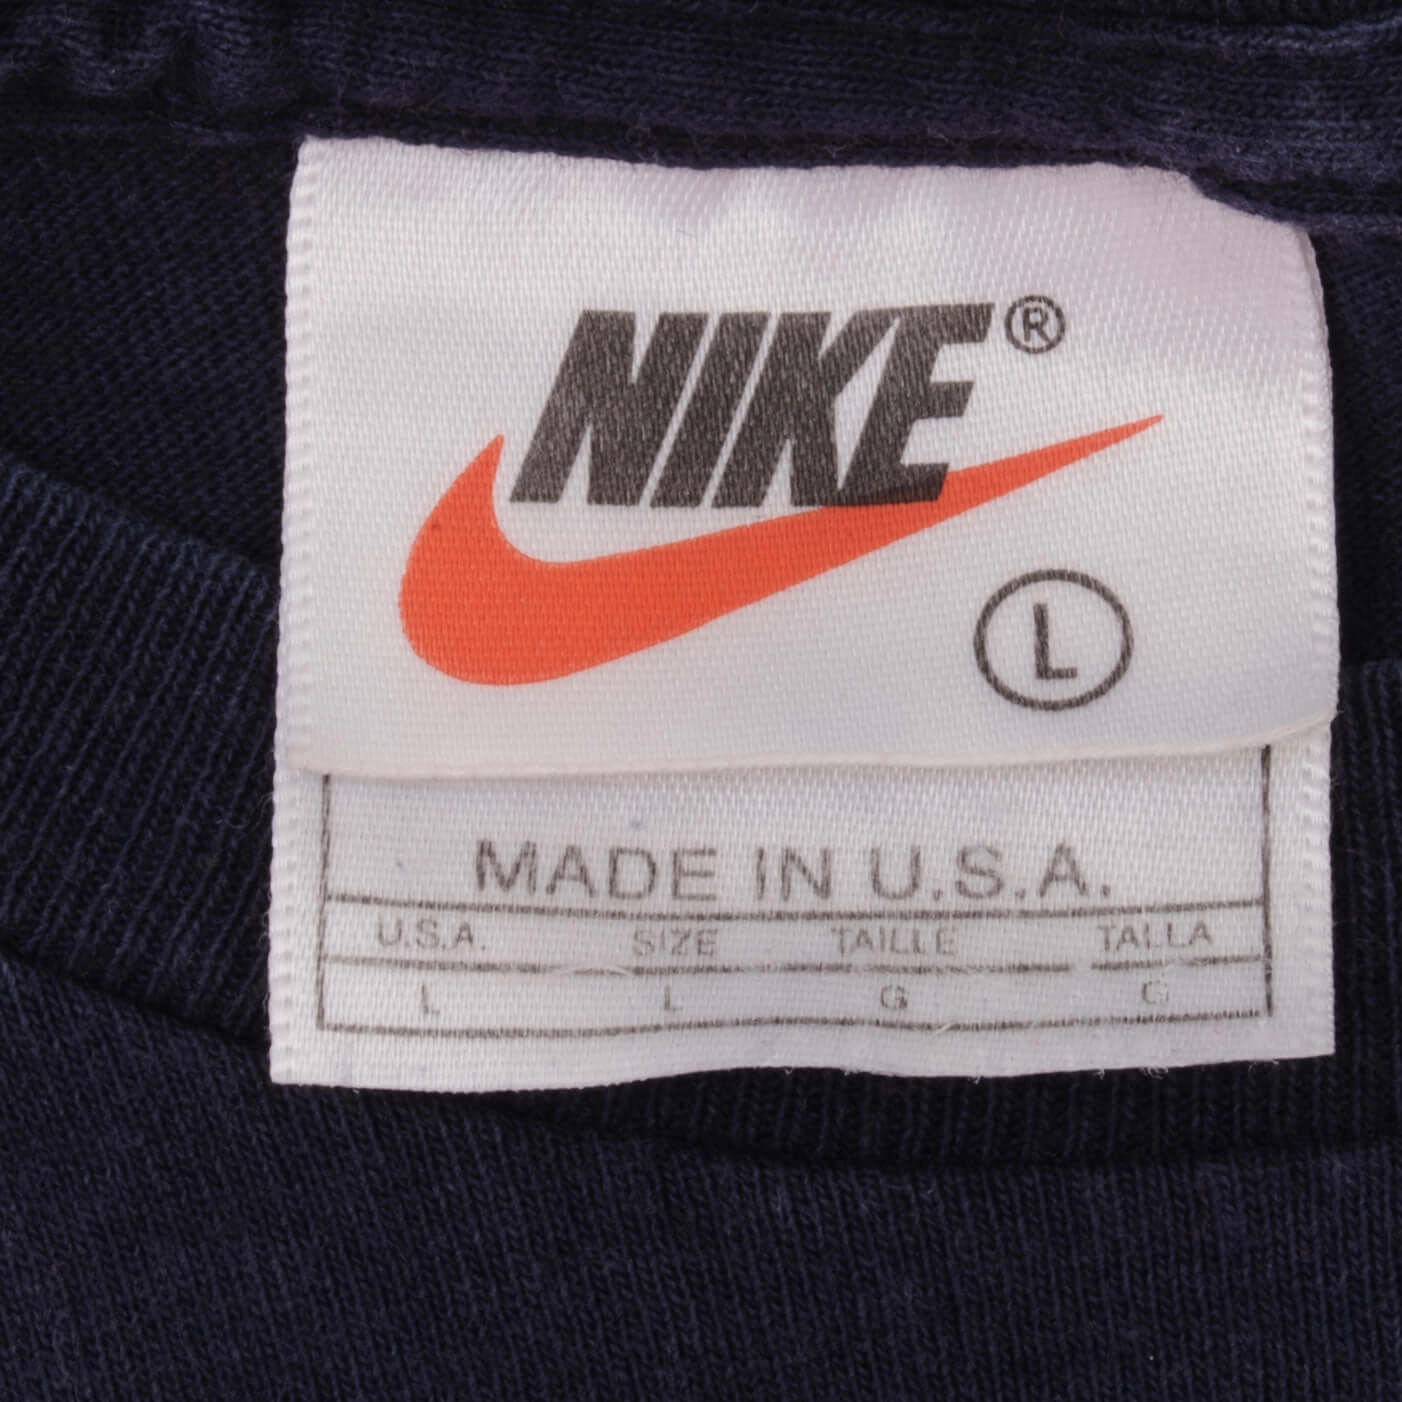 NIKE®
L
MADE IN U.S.A.
U.S.A. SIZE TAILLE TALLA
L L G G